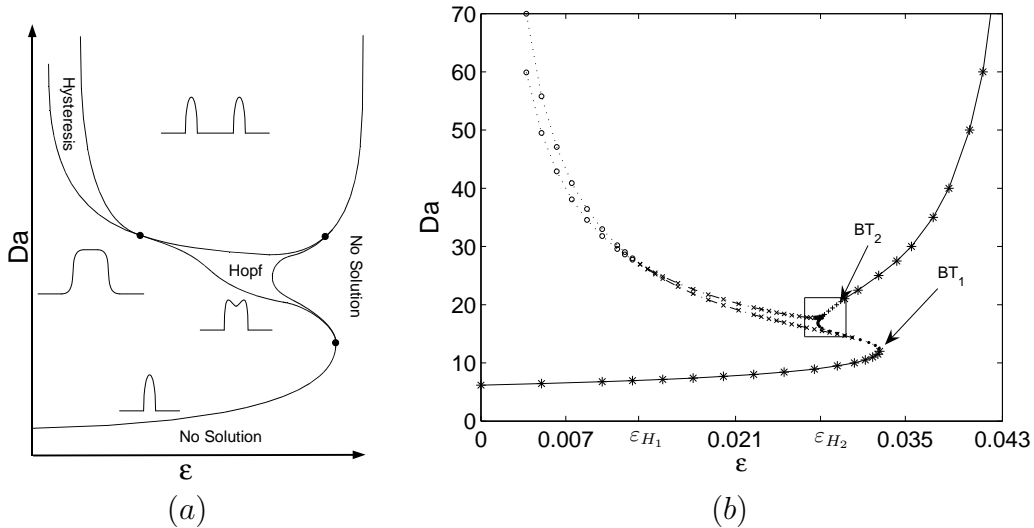 Da
Hysteresis
Hopf
No Solution
No Solution
ε
(a)
Da
70
60
50
40
30
20
10
0
BT2
BT1
0
0.007
εH1
0.021
εH2
0.035
0.043
ε
(b)